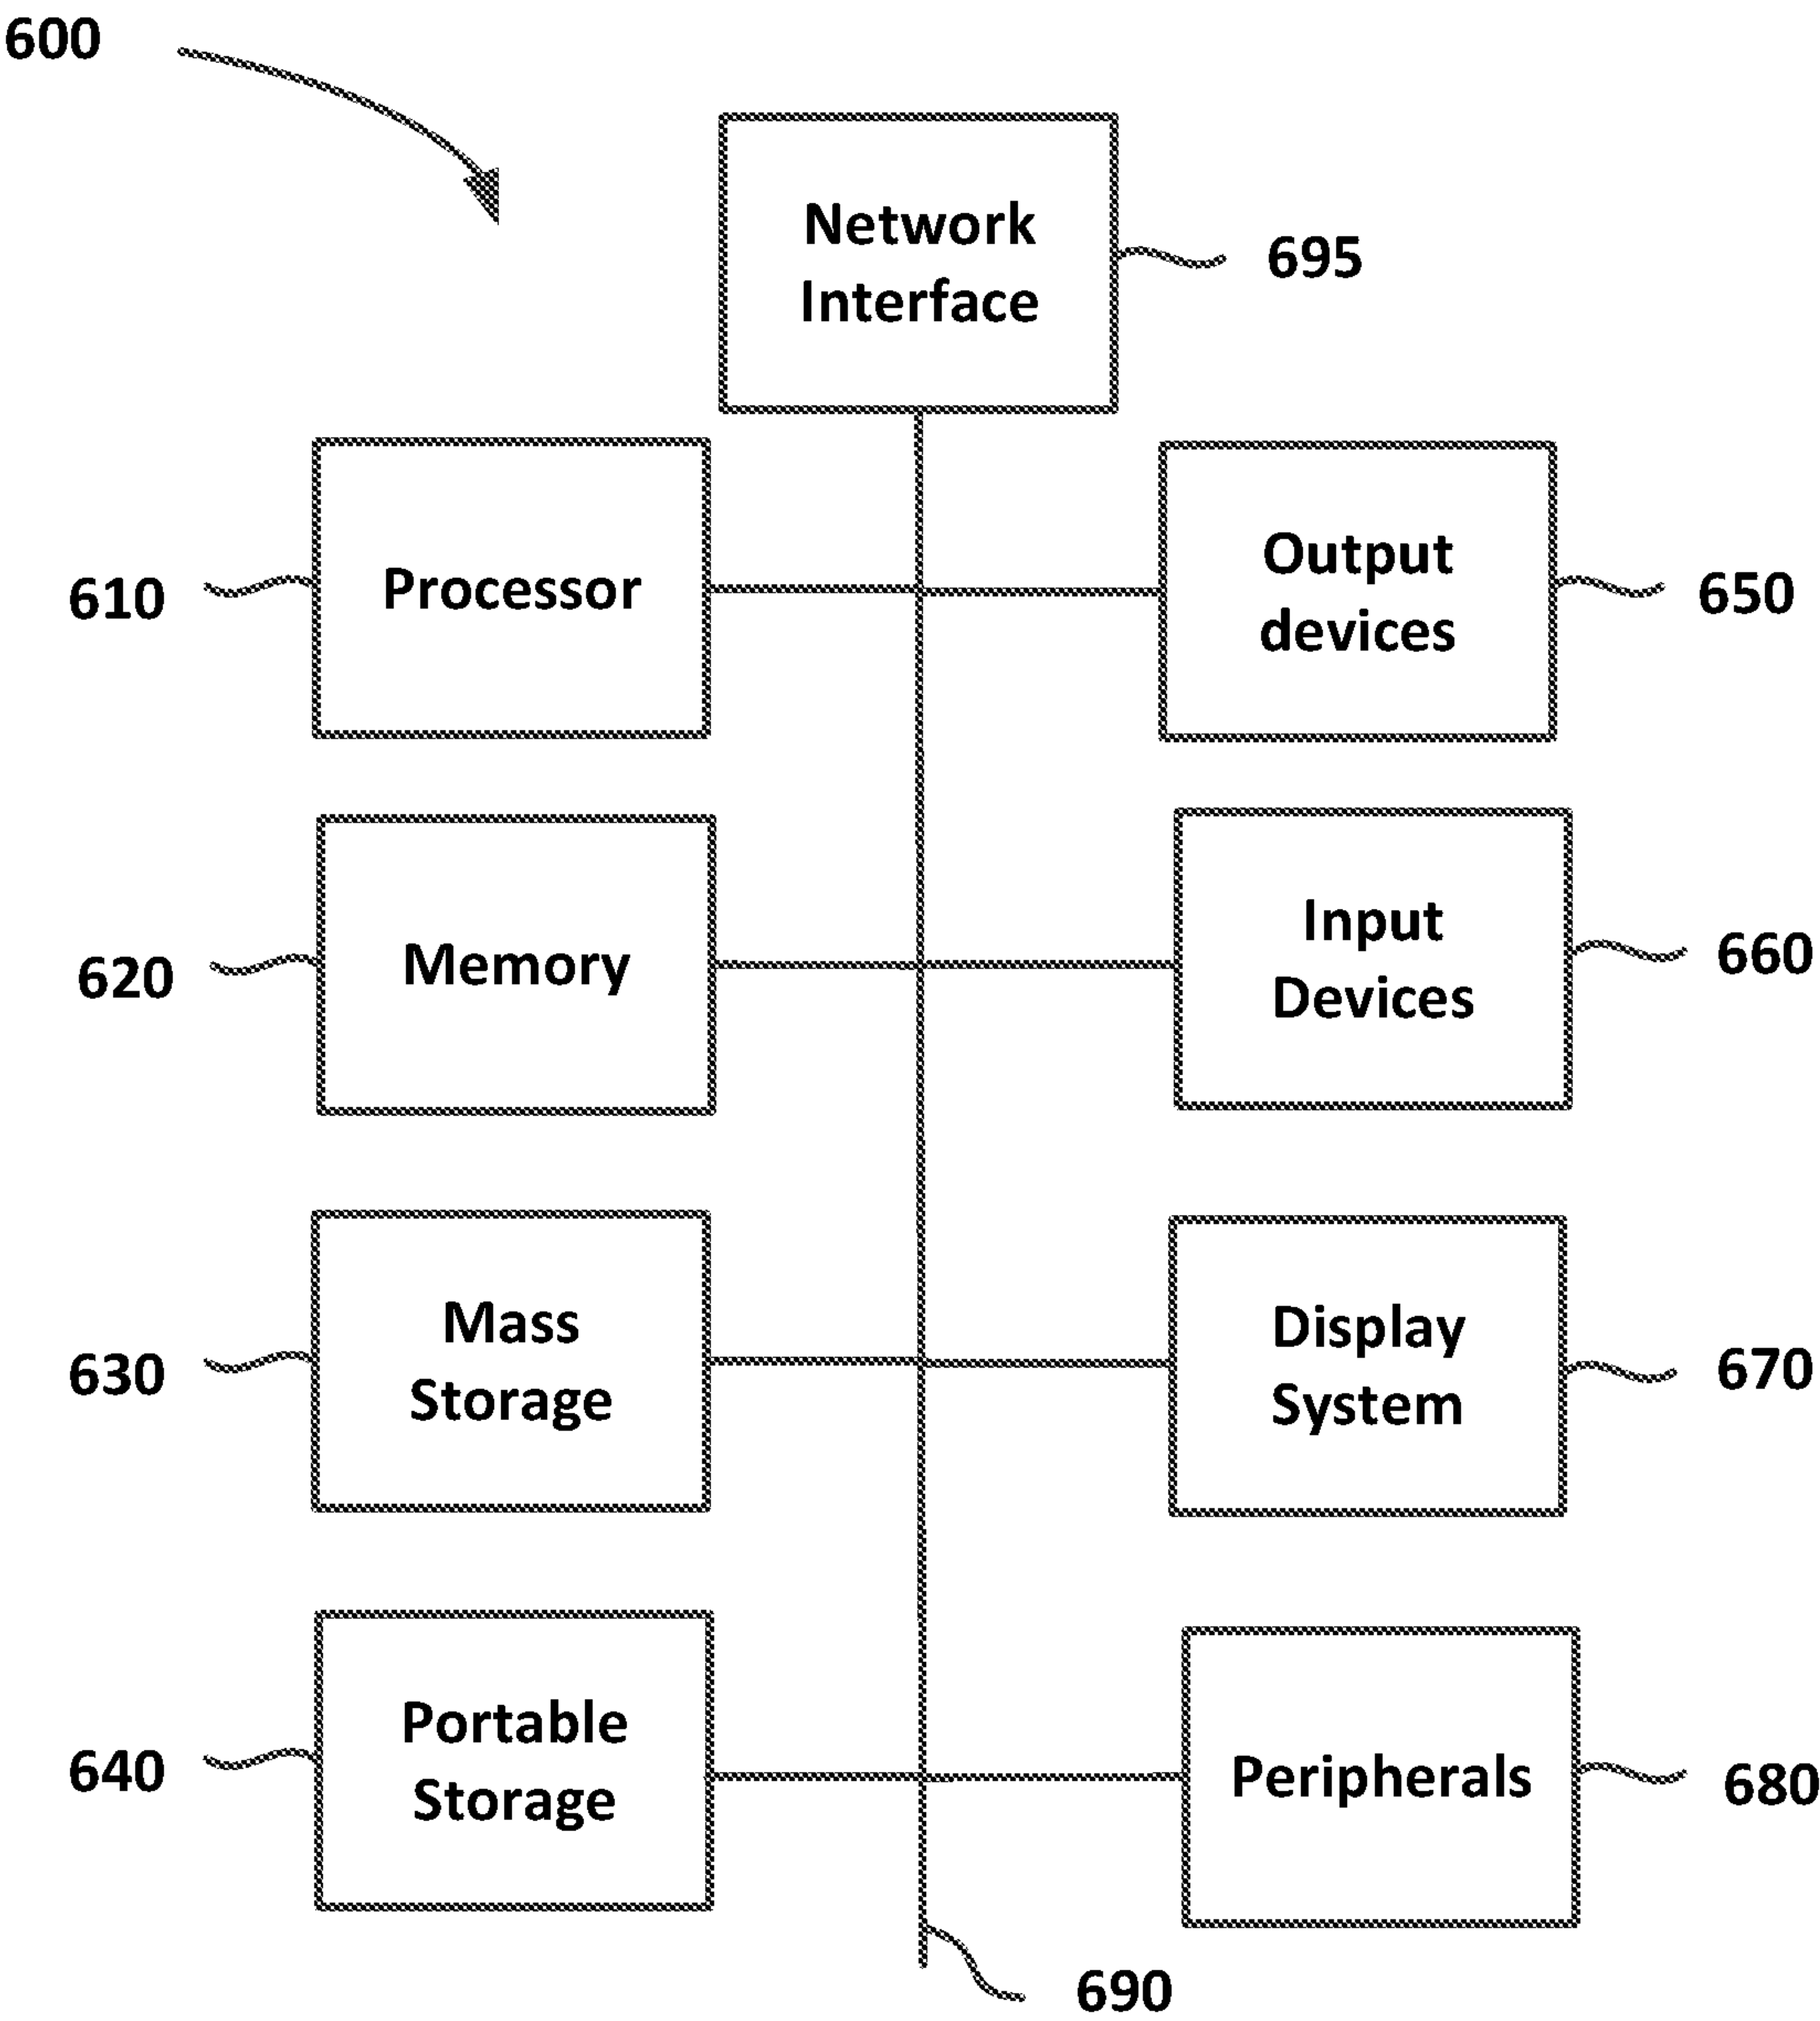 600
Network
Interface
695
610
Processor
Output
devices
650
620
Memory
Input
Devices
660
630
Mass
Storage
Display
System
670
640
Portable
Storage
Peripherals
680
690